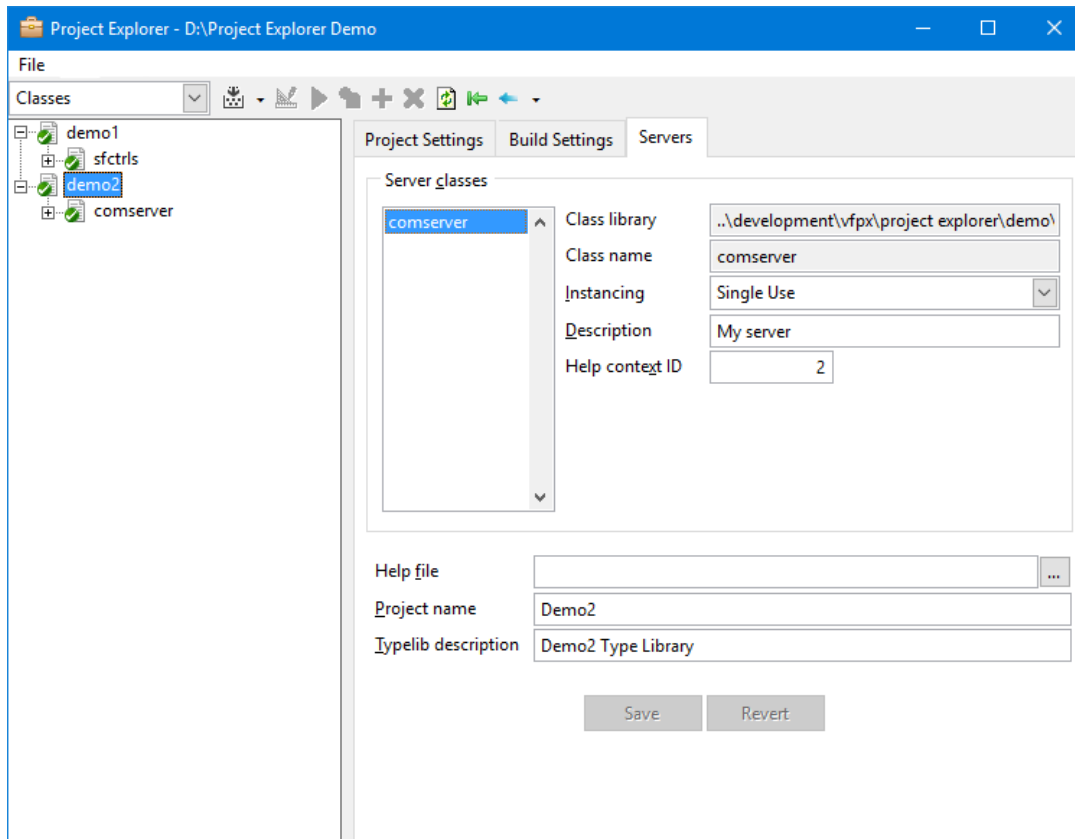 Project Explorer - D:\Project Explorer Demo
File
Classes
demo1
sfctrls
demo2
comserver
Project Settings
Build Settings
Servers
Server classes
comserver
Class library
..\development\vfpx\project explorer\demo\
Class name
comserver
Instancing
Single Use
Description
My server
Help context ID
2
Help file
...
Project name
Demo2
Typelib description
Demo2 Type Library
Save
Revert